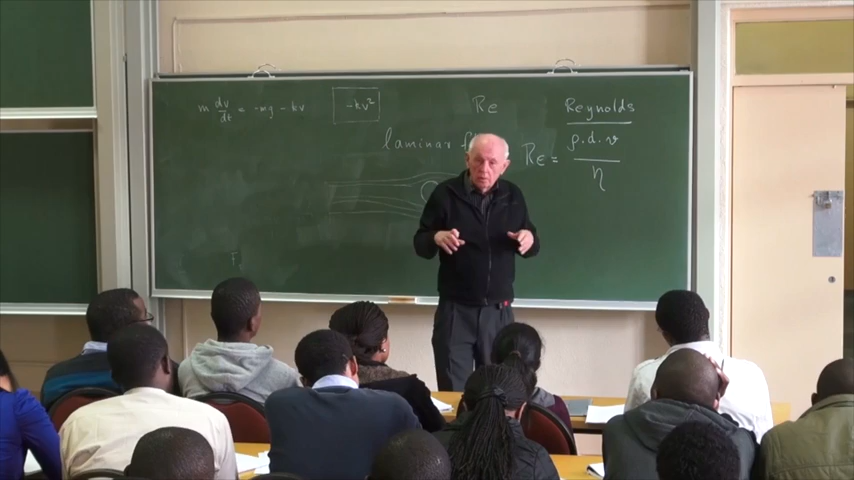 m dv/dt = -mg - kv
-kv²
Re
Reynolds
laminar f
Re = ρ.d.v/η
F